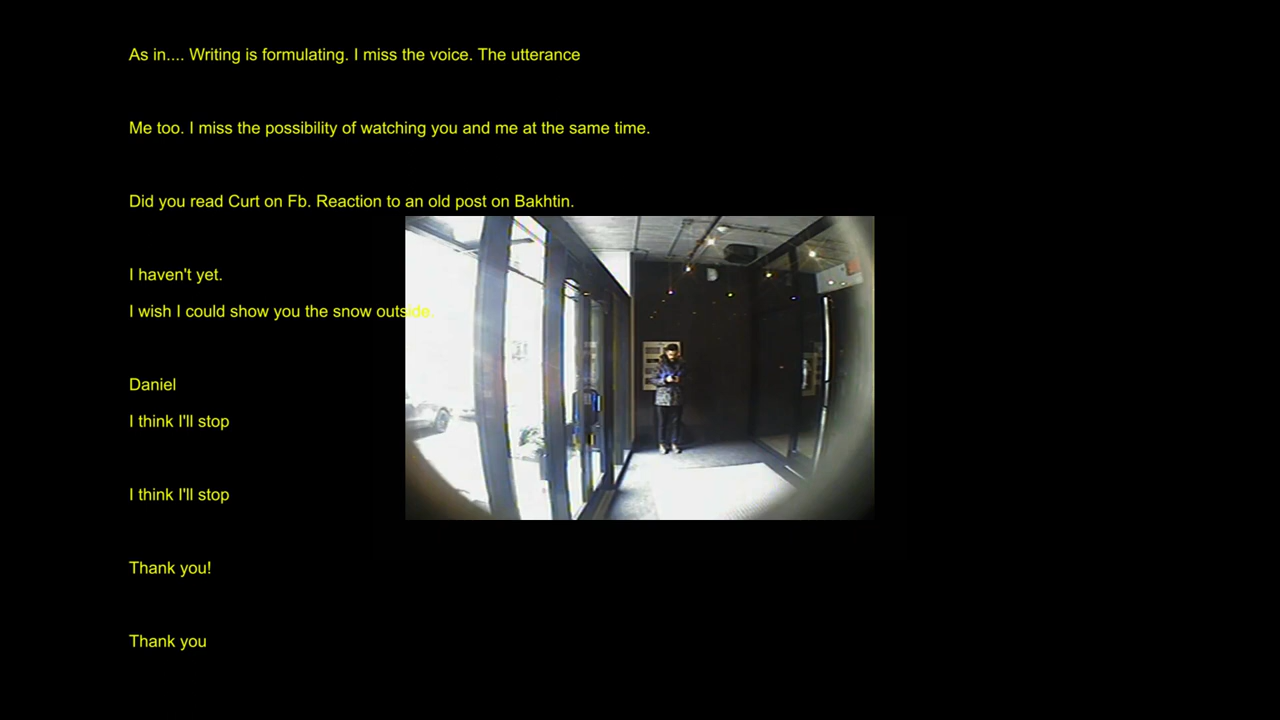 As in.... Writing is formulating. I miss the voice. The utterance
Me too. I miss the possibility of watching you and me at the same time.
Did you read Curt on Fb. Reaction to an old post on Bakhtin.
I haven't yet.
I wish I could show you the snow outside.
Daniel
I think I'll stop
I think I'll stop
Thank you!
Thank you